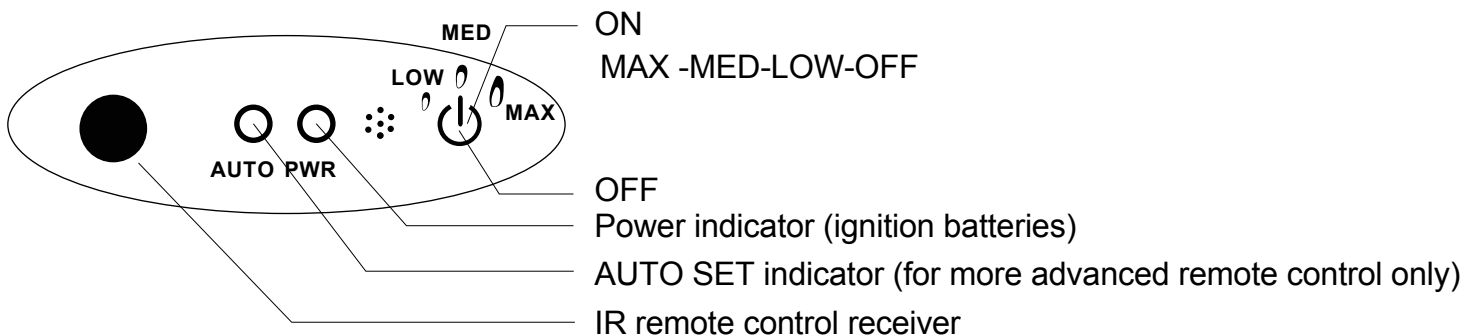 MED
LOW
MAX
AUTO PWR
ON
MAX -MED-LOW-OFF
OFF
Power indicator (ignition batteries)
AUTO SET indicator (for more advanced remote control only)
IR remote control receiver